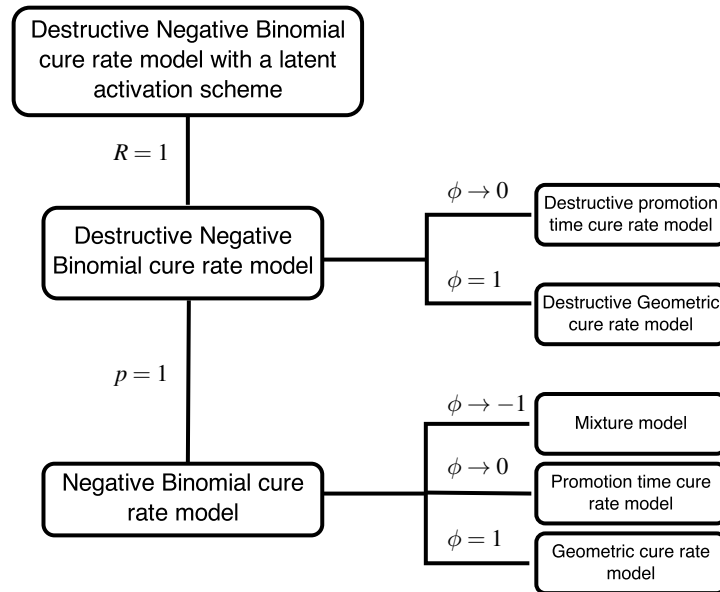 Destructive Negative Binomial
cure rate model with a latent
activation scheme
R = 1
Destructive Negative
Binomial cure rate model
ϕ → 0
Destructive promotion
time cure rate model
ϕ = 1
Destructive Geometric
cure rate model
p = 1
Negative Binomial cure
rate model
ϕ → −1
Mixture model
ϕ → 0
Promotion time cure
rate model
ϕ = 1
Geometric cure rate
model